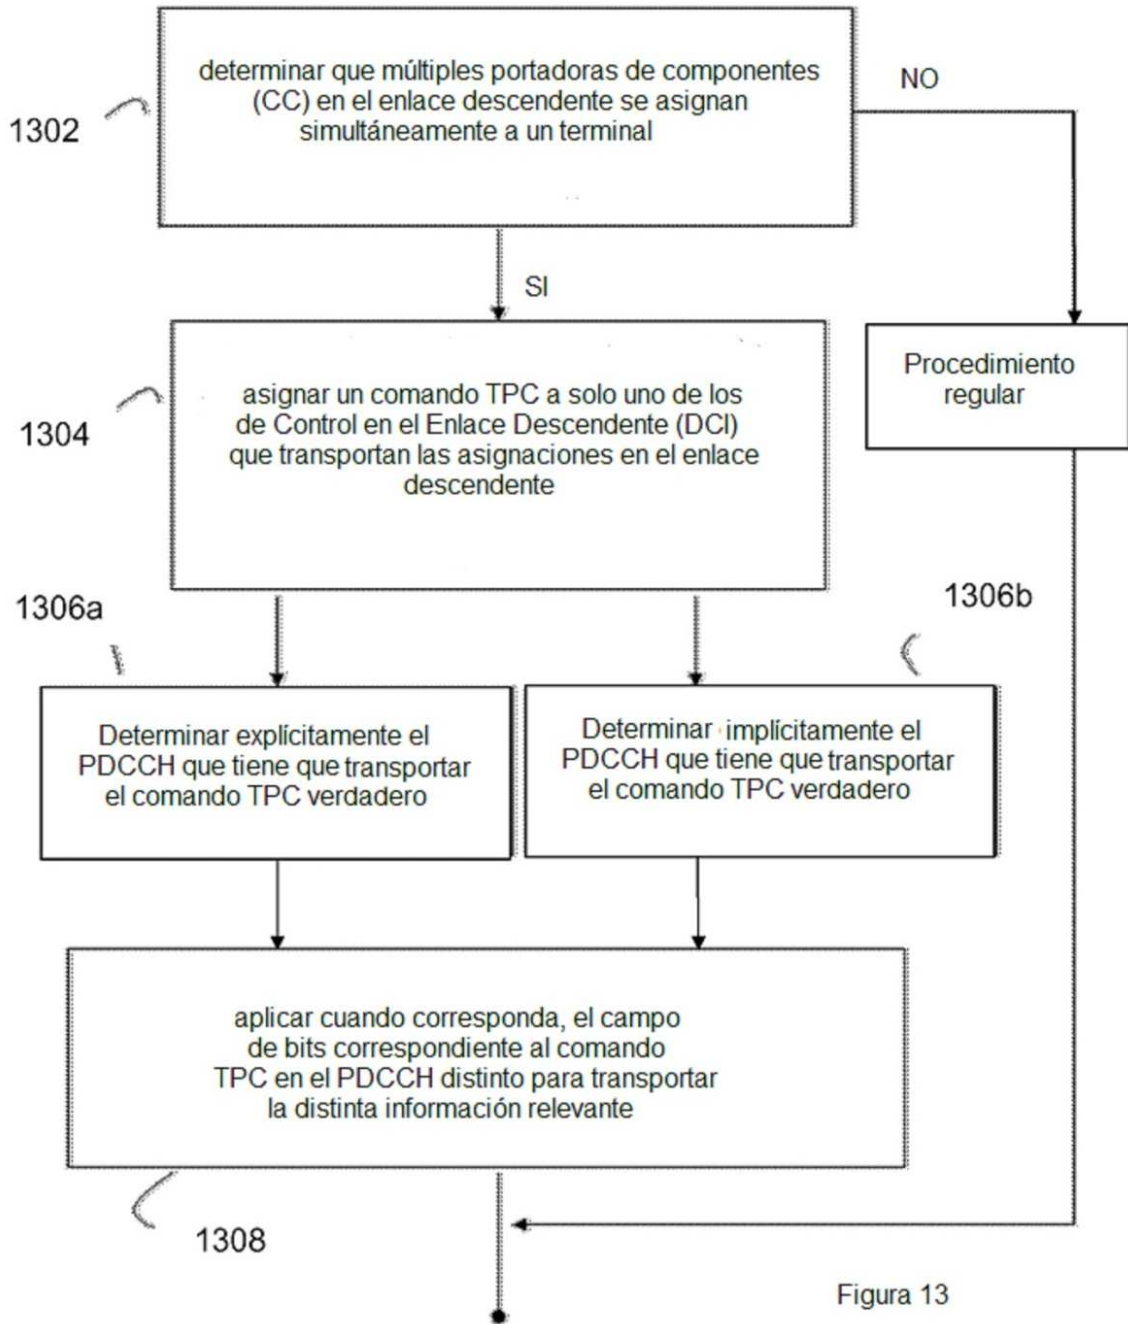 determinar que múltiples portadoras de componentes
(CC) en el enlace descendente se asignan
simultáneamente a un terminal
NO
1302
SI
asignar un comando TPC a solo uno de los
de Control en el Enlace Descendente (DCI)
que transportan las asignaciones en el enlace
descendente
1304
Procedimiento
regular
1306a
1306b
Determinar explícitamente el
PDCCH que tiene que transportar
el comando TPC verdadero
Determinar implícitamente el
PDCCH que tiene que transportar
el comando TPC verdadero
aplicar cuando corresponda, el campo
de bits correspondiente al comando
TPC en el PDCCH distinto para transportar
la distinta información relevante
1308
Figura 13